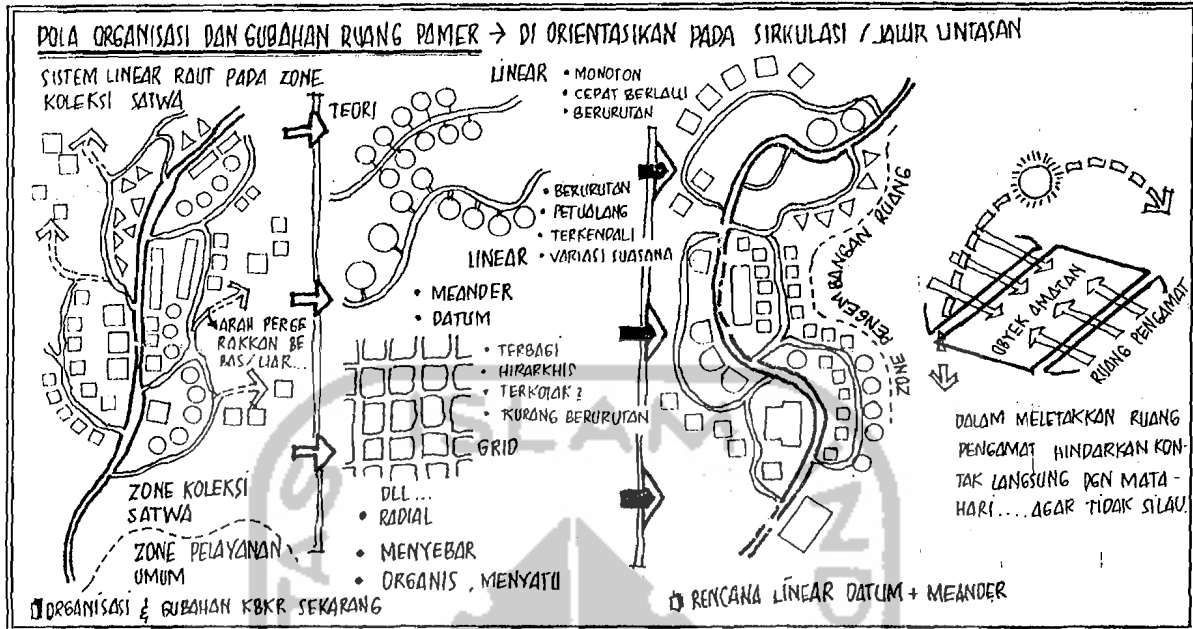 POLA ORGANISASI DAN GUBAHAN RUANG PAMER → DI ORIENTASIKAN PADA SIRKULASI / JALUR LINTASAN
SISTEM LINEAR RAUT PADA ZONE
KOLEKSI SATWA
ARAH PERGE
RAKKAN BE
BAS/LIAR...
ZONE KOLEKSI
SATWA
ZONE PELAYANAN
UMUM
ORGANISASI & GUBAHAN KBKR SEKARANG
TEORI
LINEAR
• MONOTON
• CEPAT BERLALU
• BERURUTAN
• BERURUTAN
• PETUALANG
• TERKENDALI
LINEAR • VARIASI SUASANA
• MEANDER
• DATUM
• TERBAGI
• HIRARKHIS
• TERKOTAK ?
• KURANG BERURUTAN
GRID
DLL ...
• RADIAL
• MENYEBAR
• ORGANIS, MENYATU
ZONE PENGEMBANGAN RUANG
RENCANA LINEAR DATUM + MEANDER
OBYEK AMATAN
RUANG PENGAMAT
DALAM MELETAKKAN RUANG
PENGAMAT HINDARKAN KON-
TAK LANGSUNG DGN MATA-
HARI .... AGAR TIDAK SILAU.
ISLAM
TAS